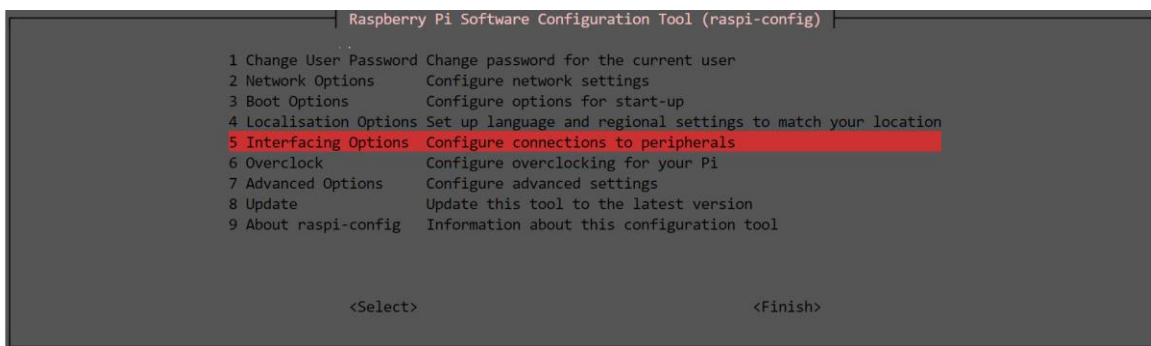 Raspberry Pi Software Configuration Tool (raspi-config)
1 Change User Password Change password for the current user
2 Network Options Configure network settings
3 Boot Options Configure options for start-up
4 Localisation Options Set up language and regional settings to match your location
5 Interfacing Options Configure connections to peripherals
6 Overclock Configure overclocking for your Pi
7 Advanced Options Configure advanced settings
8 Update Update this tool to the latest version
9 About raspi-config Information about this configuration tool
<Select> <Finish>